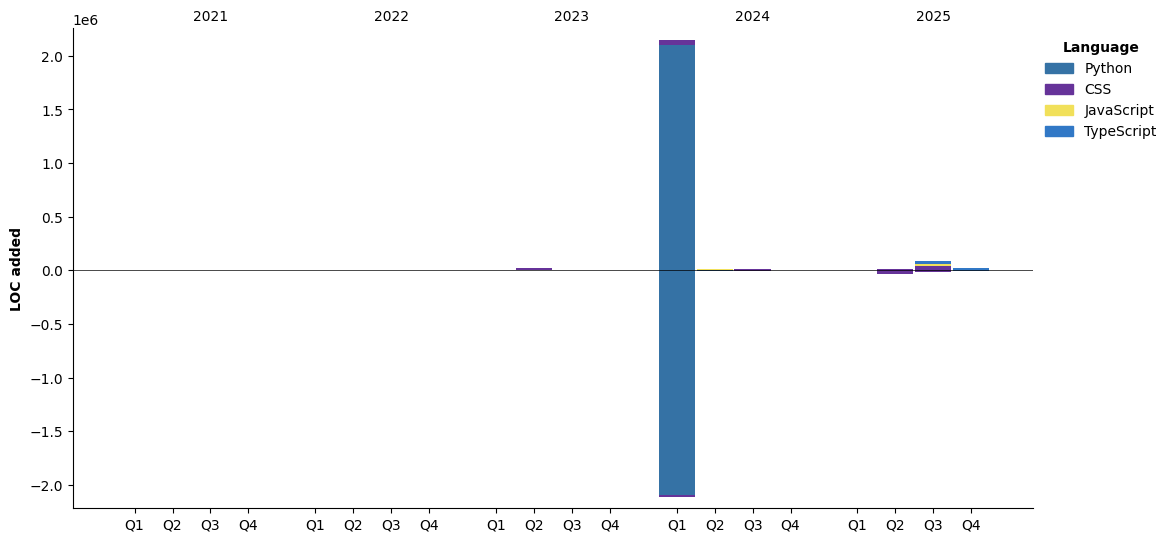 1e6
2021 2022 2023 2024 2025
2.0
1.5
1.0
0.5
0.0
−0.5
−1.0
−1.5
−2.0
LOC added
Q1 Q2 Q3 Q4 Q1 Q2 Q3 Q4 Q1 Q2 Q3 Q4 Q1 Q2 Q3 Q4 Q1 Q2 Q3 Q4
Language
Python
CSS
JavaScript
TypeScript